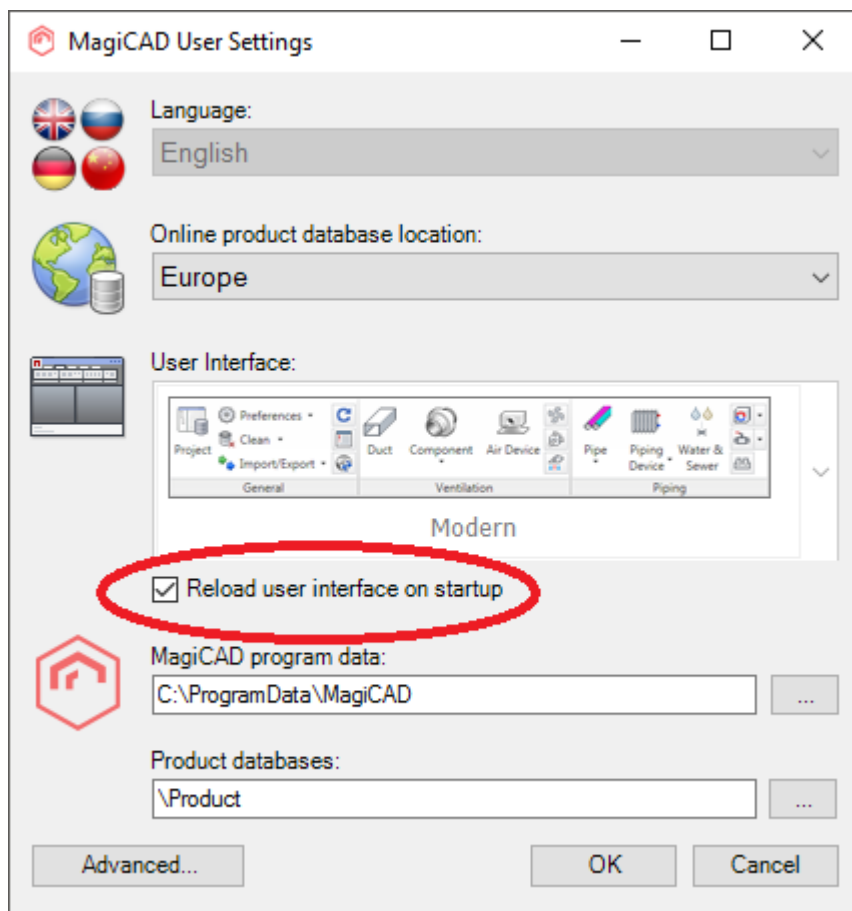 MagiCAD User Settings
Language:
English
Online product database location:
Europe
User Interface:
Project
Preferences
Clean
Import/Export
General
Duct
Component
Air Device
Ventilation
Pipe
Piping Device
Water & Sewer
Piping
Modern
Reload user interface on startup
MagiCAD program data:
C:\ProgramData\MagiCAD
...
Product databases:
\Product
...
Advanced...
OK
Cancel